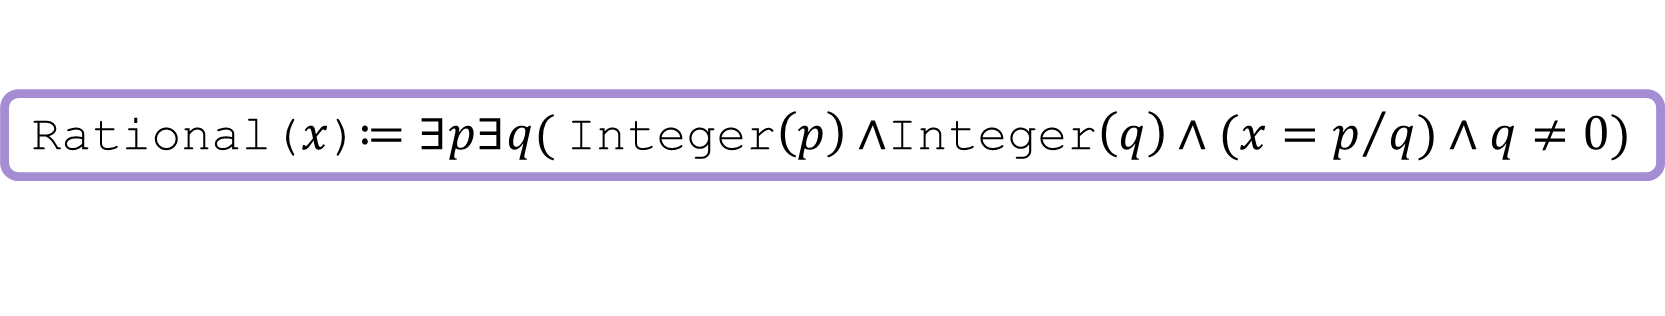 Rational(x)≔ ∃p∃q( Integer(p) ∧Integer(q) ∧ (x = p/q) ∧ q ≠ 0)